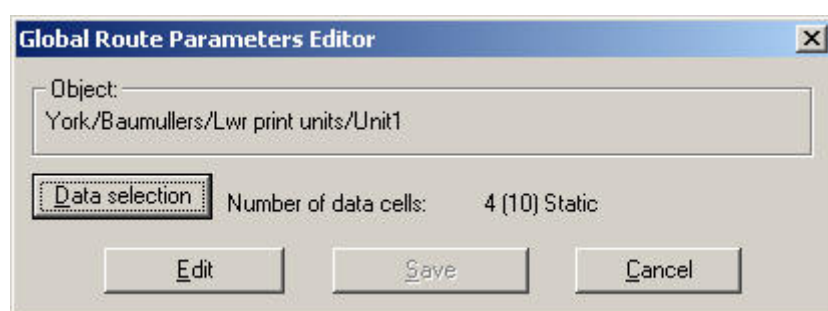 Global Route Parameters Editor
Object:
York/Baumullers/Lwr print units/Unit1
Data selection Number of data cells: 4 (10) Static
Edit Save Cancel